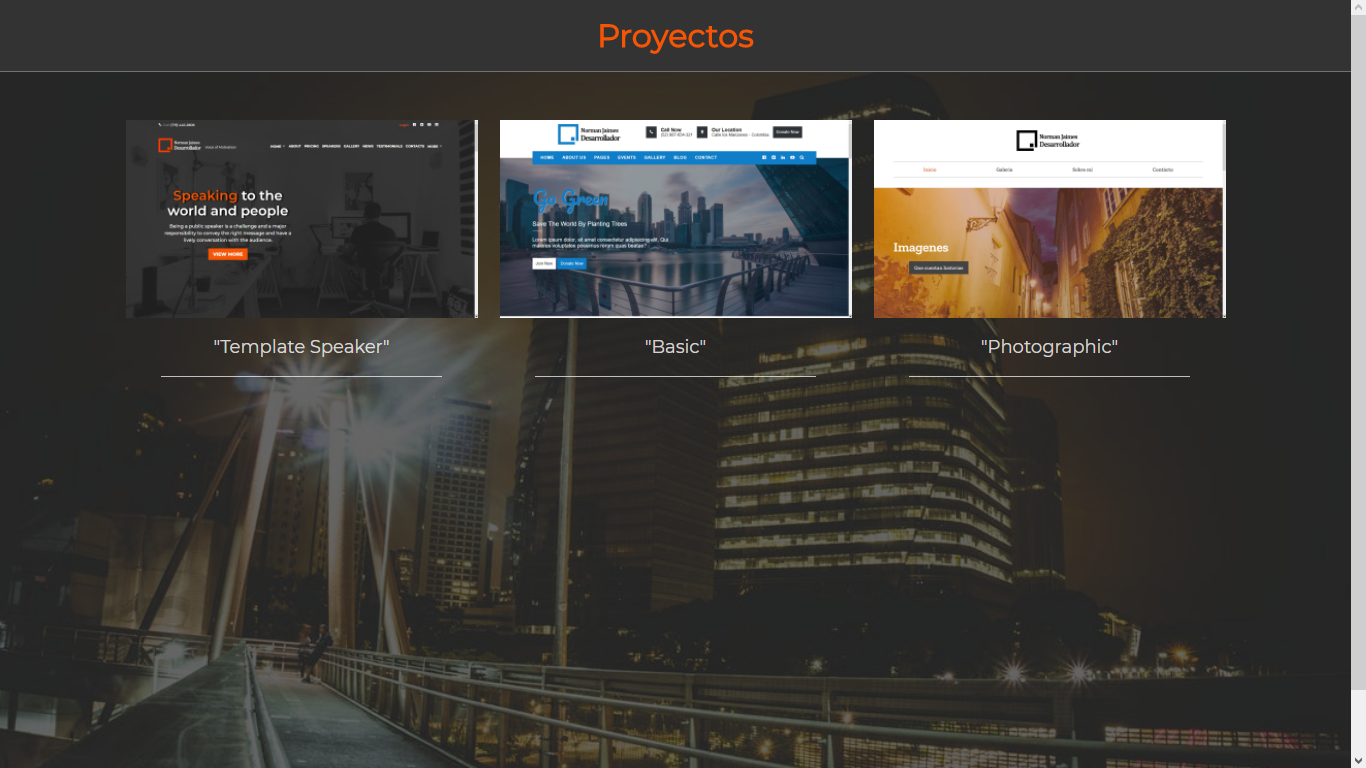 Proyectos
Norman Jaimes
Desarrollador
HOME
ABOUT
PRICING
SPEAKERS
GALLERY
NEWS
TESTIMONIALS
CONTACTS
MORE
Speaking to the
world and people
Being a public speaker is a challenge and a major
responsibility to convey the right message and have a
lively conversation with the audience.
VIEW MORE
"Template Speaker"
Norman Jaimes
Desarrollador
Call Now
Our Location
Donate Now
HOME
ABOUT US
PAGES
EVENTS
GALLERY
BLOG
CONTACT
Go Green
Save The World By Planting Trees
Lorem ipsum dolor, sit amet consectetur adipisicing elit. Qui
maiores voluptates possimus rerum quas beatae?
Join Now
Donate Now
"Basic"
Norman Jaimes
Desarrollador
Inicio
Galleria
Sobre mi
Contacto
Imagenes
Que cuentan historias
"Photographic"